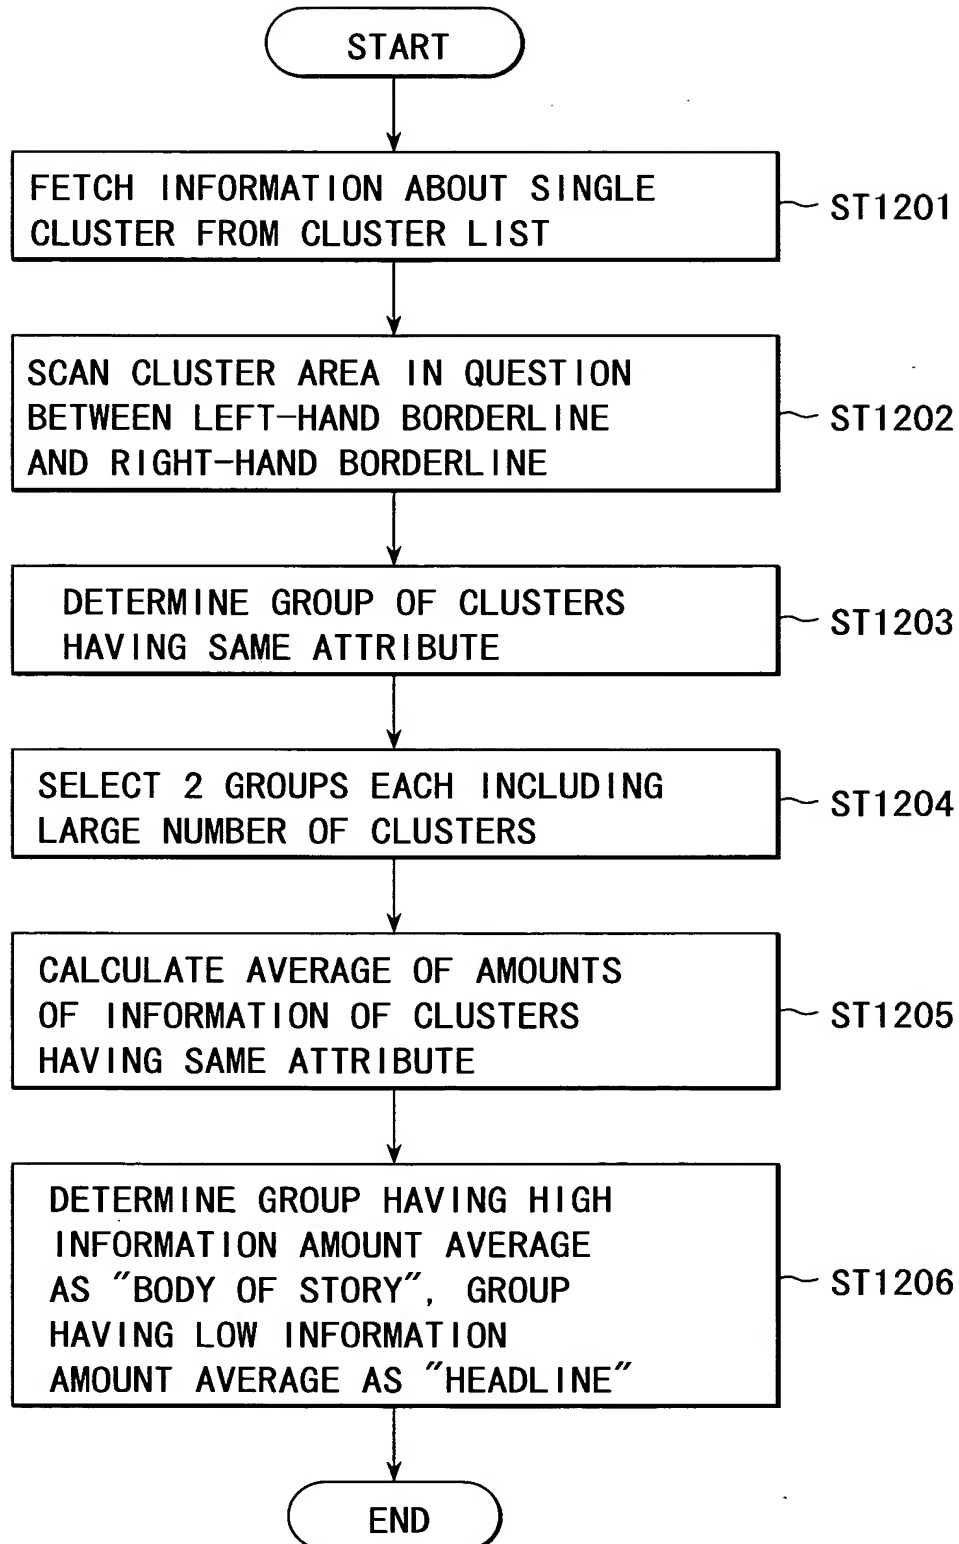 START
FETCH INFORMATION ABOUT SINGLE
CLUSTER FROM CLUSTER LIST
ST1201
SCAN CLUSTER AREA IN QUESTION
BETWEEN LEFT-HAND BORDERLINE
AND RIGHT-HAND BORDERLINE
ST1202
DETERMINE GROUP OF CLUSTERS
HAVING SAME ATTRIBUTE
ST1203
SELECT 2 GROUPS EACH INCLUDING
LARGE NUMBER OF CLUSTERS
ST1204
CALCULATE AVERAGE OF AMOUNTS
OF INFORMATION OF CLUSTERS
HAVING SAME ATTRIBUTE
ST1205
DETERMINE GROUP HAVING HIGH
INFORMATION AMOUNT AVERAGE
AS "BODY OF STORY", GROUP
HAVING LOW INFORMATION
AMOUNT AVERAGE AS "HEADLINE"
ST1206
END